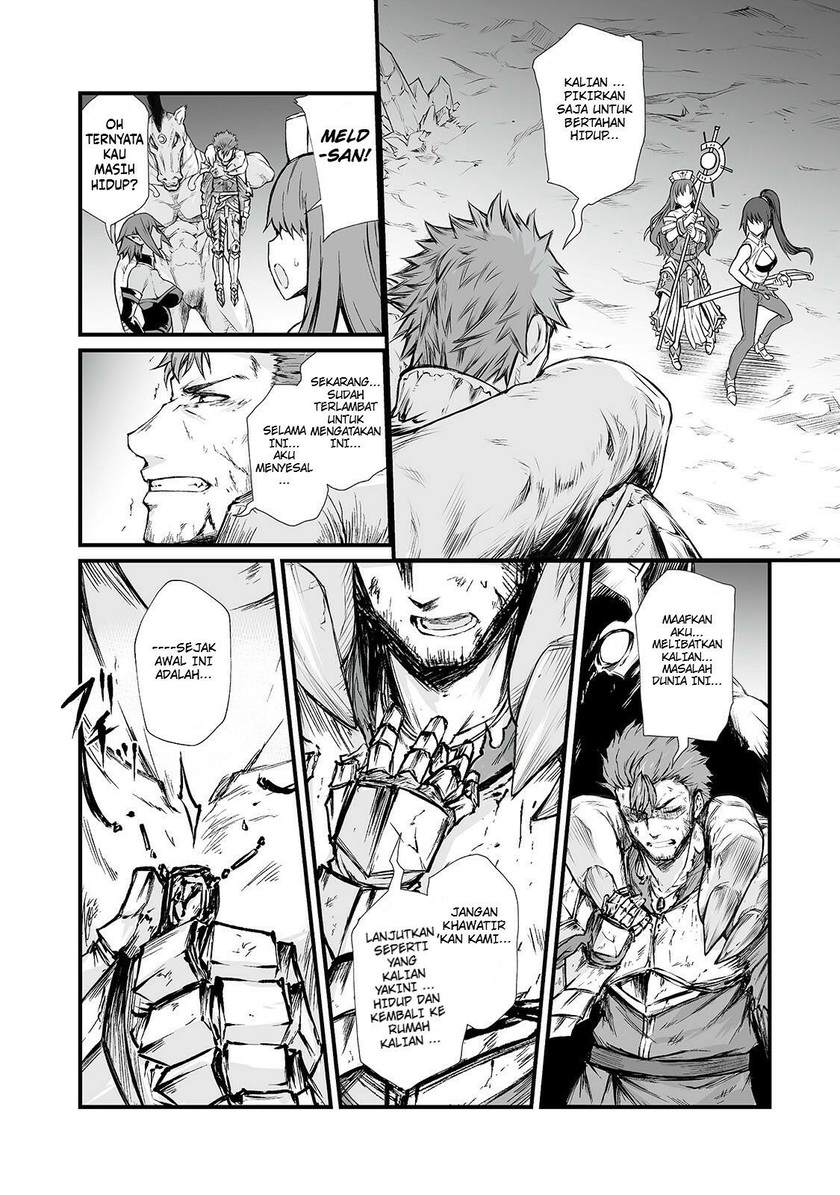 MELD
-SAN!
OH
TERNYATA
KAU
MASIH
HIDUP?
KALIAN ...
PIKIRKAN
SAJA UNTUK
BERTAHAN
HIDUP...
SEKARANG...
SUDAH
TERLAMBAT
UNTUK
MENGATAKAN
INI...
SELAMA
INI...
AKU
MENYESAL
...
MAAFKAN
AKU...
MELIBATKAN
KALIAN...
MASALAH
DUNIA INI...
JANGAN
KHAWATIR
'KAN KAMI...
LANJUTKAN
SEPERTI
YANG
KALIAN
YAKINI ...
HIDUP DAN
KEMBALI KE
RUMAH
KALIAN ...
----SEJAK
AWAL INI
ADALAH...